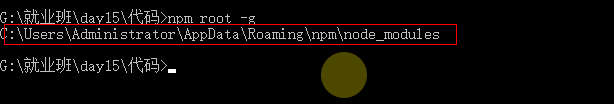 G:\就业班\day15\代码>npm root -g
C:\Users\Administrator\AppData\Roaming\npm\node_modules
G:\就业班\day15\代码>